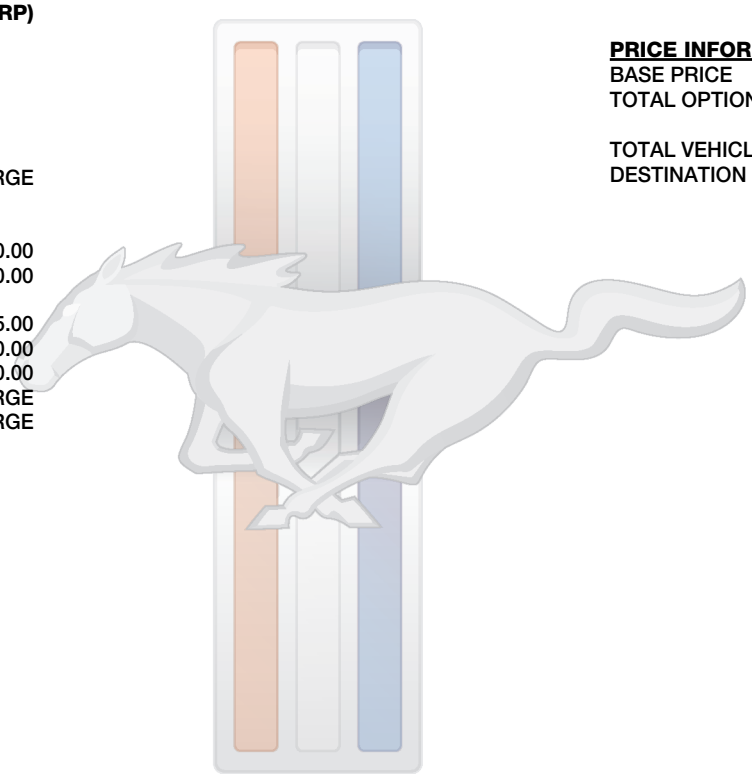 RP)
RGE
0.00
0.00
5.00
0.00
0.00
RGE
RGE
PRICE INFOR
BASE PRICE
TOTAL OPTION
TOTAL VEHICL
DESTINATION